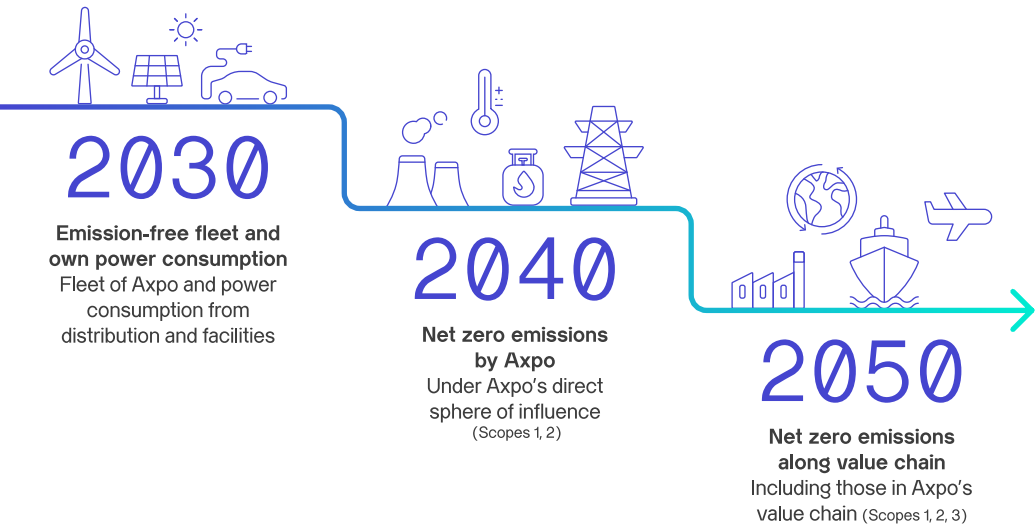 2030
Emission-free fleet and
own power consumption
Fleet of Axpo and power
consumption from
distribution and facilities
2040
Net zero emissions
by Axpo
Under Axpo's direct
sphere of influence
(Scopes 1, 2)
2050
Net zero emissions
along value chain
Including those in Axpo's
value chain (Scopes 1, 2, 3)